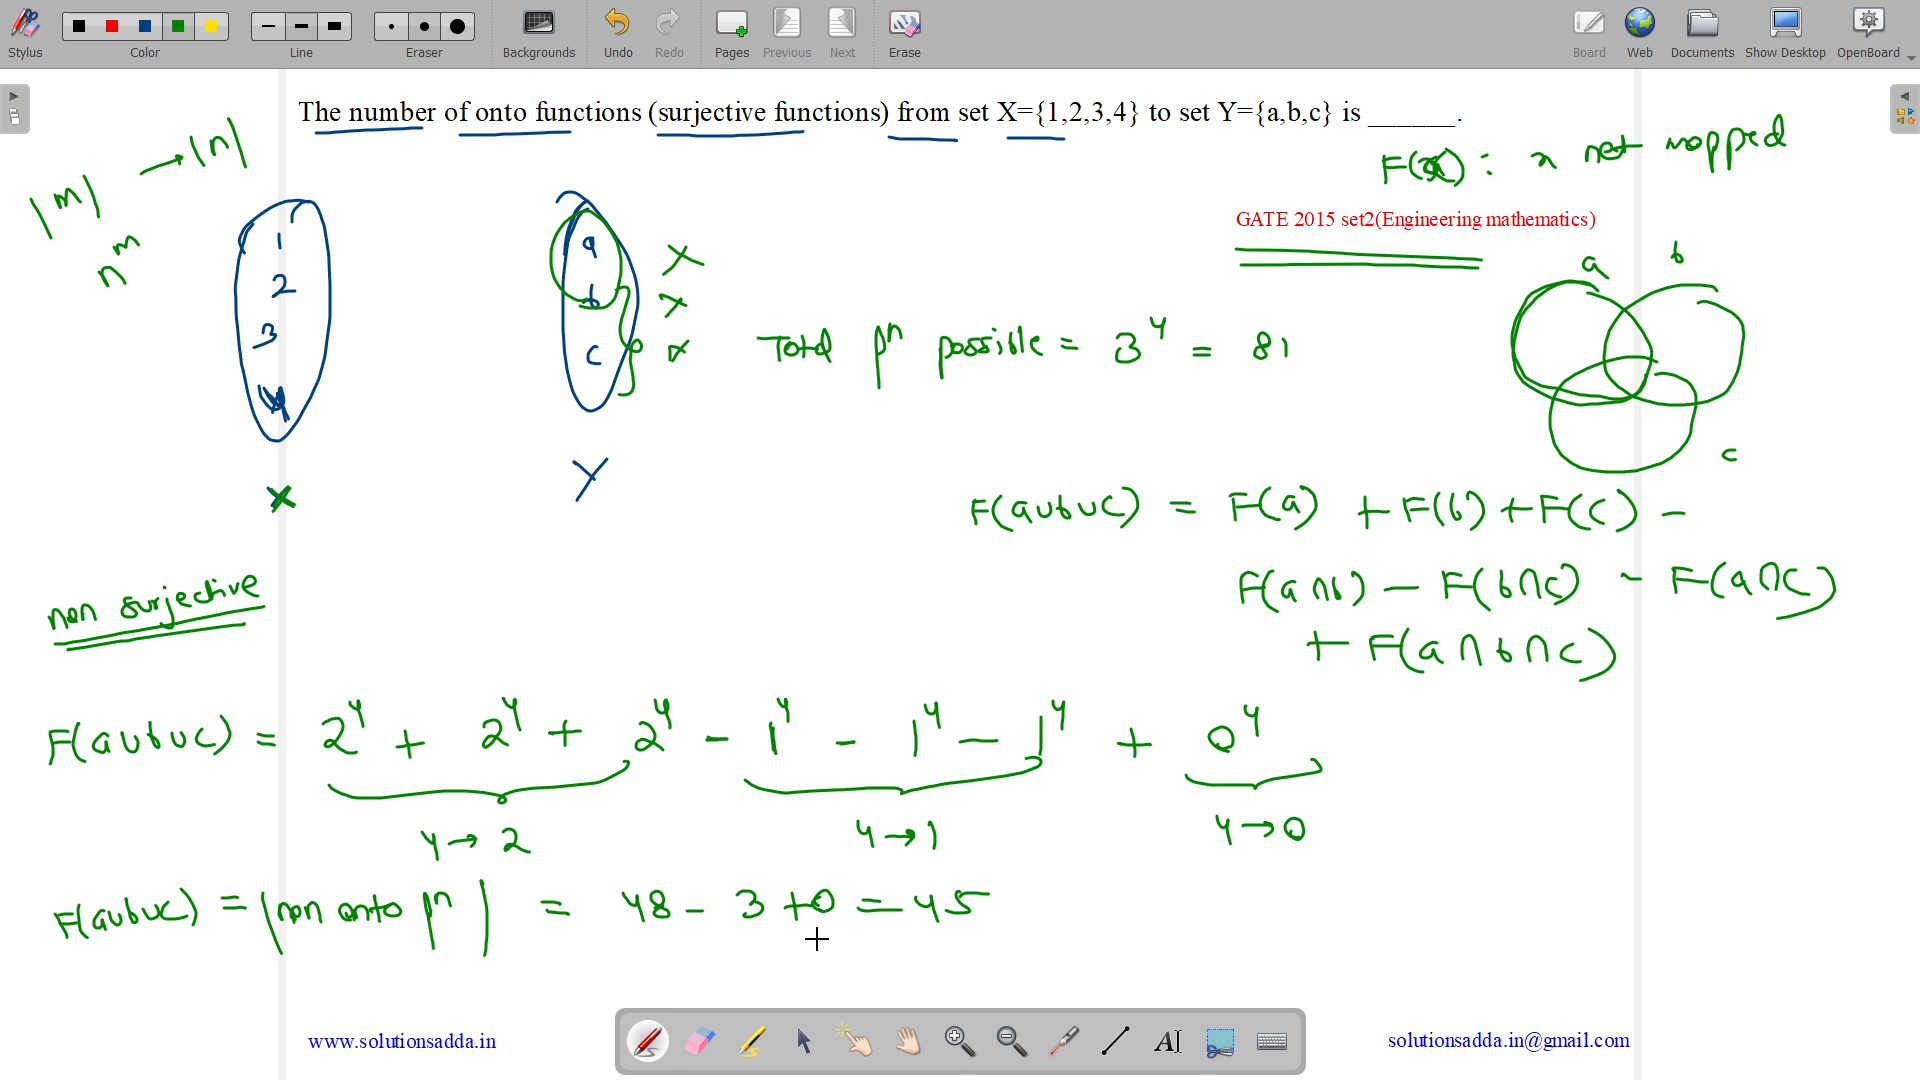 Stylus Color Line Eraser Backgrounds Undo Redo Pages Previous Next Erase Board Web Documents Show Desktop OpenBoard
The number of onto functions (surjective functions) from set X={1,2,3,4} to set Y={a,b,c} is ______.
|m| → |n|
n^m
F(x) : x not mapped
GATE 2015 set2(Engineering mathematics)
1
2
3
4
X
a
b
c
Y
x
x
x
Total fⁿ possible = 3^4 = 81
a b
c
F(a∪b∪c) = F(a) + F(b) + F(c) -
F(a∩b) - F(b∩c) - F(a∩c)
+ F(a∩b∩c)
non surjective
F(a∪b∪c) = 2^4 + 2^4 + 2^4 - 1^4 - 1^4 - 1^4 + 0^4
4→2 4→1 4→0
F(a∪b∪c) = |non onto fⁿ| = 48 - 3 + 0 = 45
www.solutionsadda.in solutionsadda.in@gmail.com